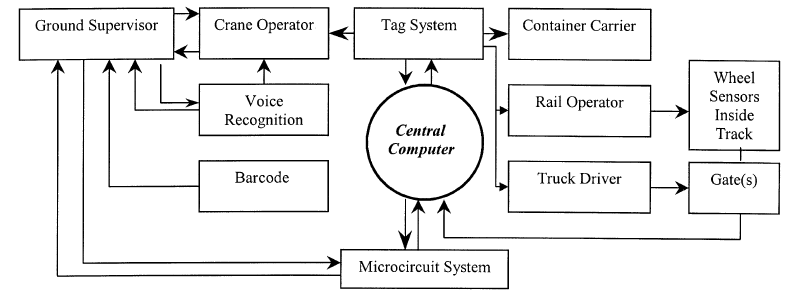 Ground Supervisor
Crane Operator
Tag System
Container Carrier
Voice
Recognition
Central
Computer
Rail Operator
Wheel
Sensors
Inside
Track
Barcode
Truck Driver
Gate(s)
Microcircuit System